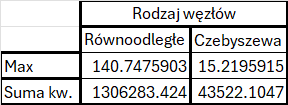 Rodzaj węzłów
Równoodległe Czebyszewa
Max 140.7475903 15.2195915
Suma kw. 1306283.424 43522.1047